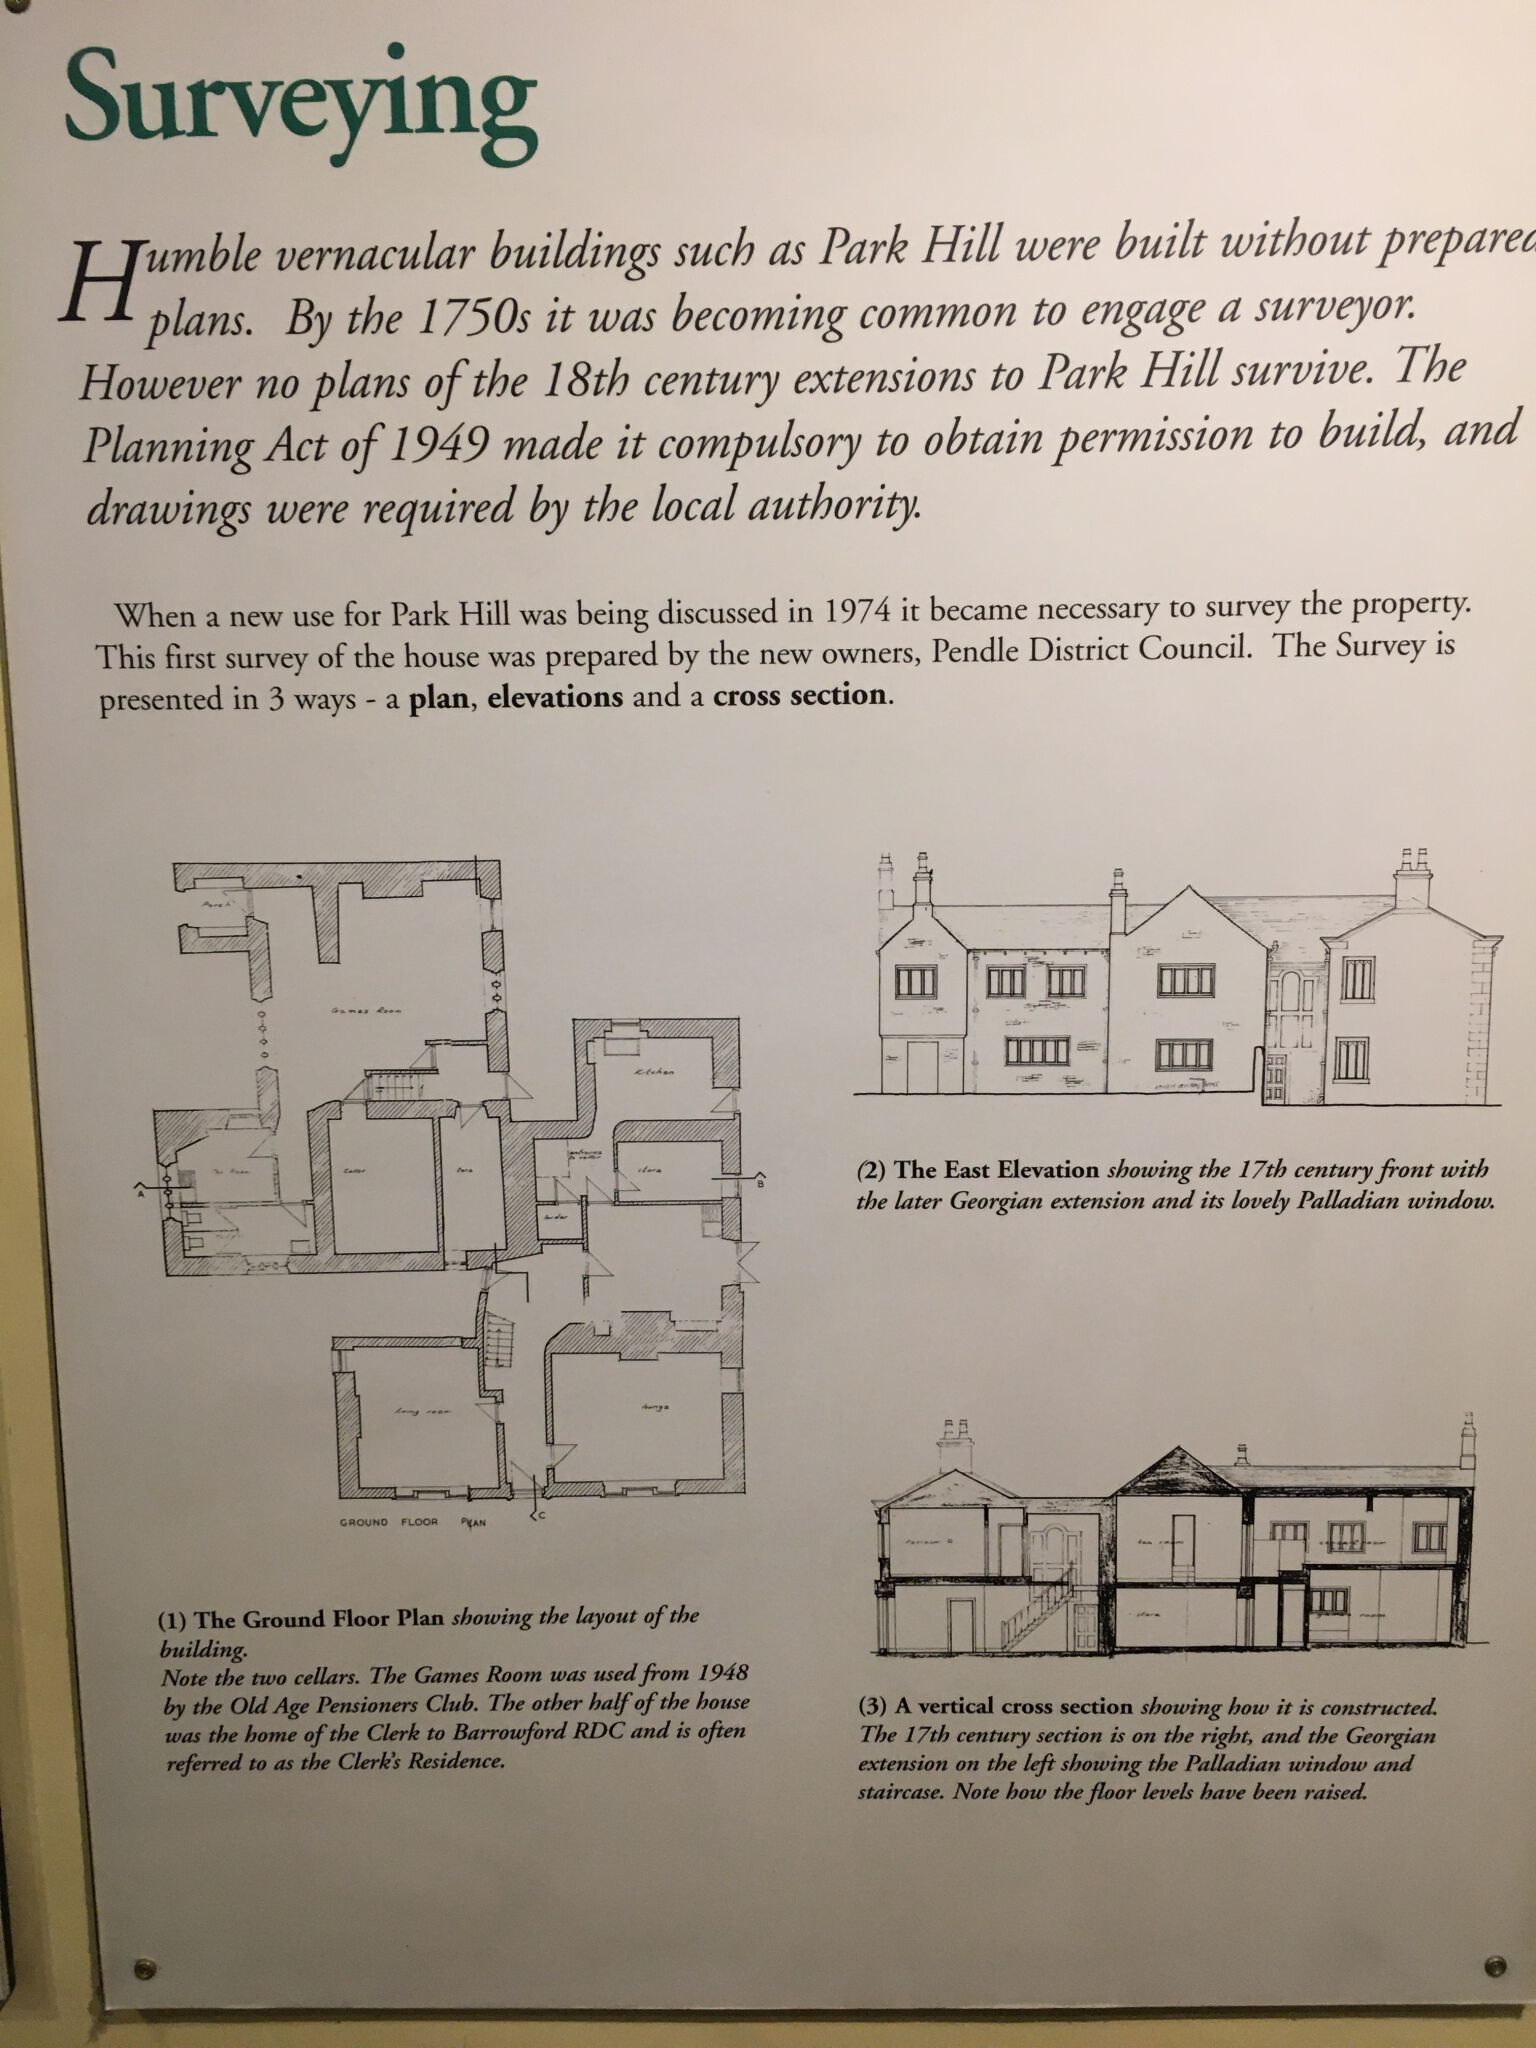 Surveying
Humble vernacular buildings such as Park Hill were built without prepared
plans. By the 1750s it was becoming common to engage a surveyor.
However no plans of the 18th century extensions to Park Hill survive. The
Planning Act of 1949 made it compulsory to obtain permission to build, and
drawings were required by the local authority.
When a new use for Park Hill was being discussed in 1974 it became necessary to survey the property.
This first survey of the house was prepared by the new owners, Pendle District Council. The Survey is
presented in 3 ways - a plan, elevations and a cross section.
Porch
Games Room
Kitchen
Cellar
store
A
B
larder
living room
lounge
GROUND FLOOR PLAN
C
(1) The Ground Floor Plan showing the layout of the
building.
Note the two cellars. The Games Room was used from 1948
by the Old Age Pensioners Club. The other half of the house
was the home of the Clerk to Barrowford RDC and is often
referred to as the Clerk's Residence.
(2) The East Elevation showing the 17th century front with
the later Georgian extension and its lovely Palladian window.
store
room
(3) A vertical cross section showing how it is constructed.
The 17th century section is on the right, and the Georgian
extension on the left showing the Palladian window and
staircase. Note how the floor levels have been raised.